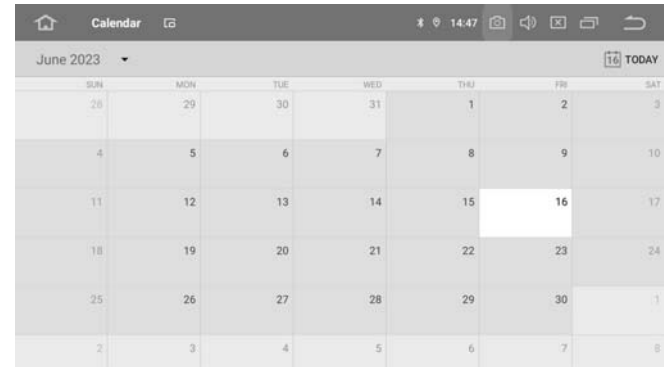 Calendar 14:47
June 2023 16 TODAY
SUN MON TUE WED THU FRI SAT
28 29 30 31 1 2 3
4 5 6 7 8 9 10
11 12 13 14 15 16 17
18 19 20 21 22 23 24
25 26 27 28 29 30 1
2 3 4 5 6 7 8